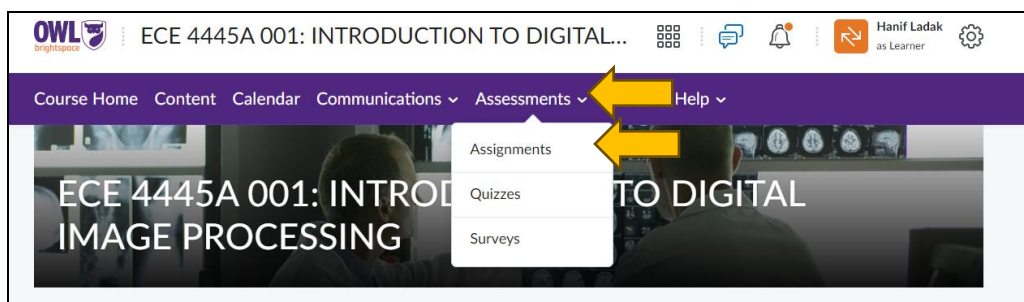 OWL
brightspace
ECE 4445A 001: INTRODUCTION TO DIGITAL...
Hanif Ladak
as Learner
Course Home Content Calendar Communications Assessments Help
Assignments
Quizzes
Surveys
ECE 4445A 001: INTROD TO DIGITAL
IMAGE PROCESSING